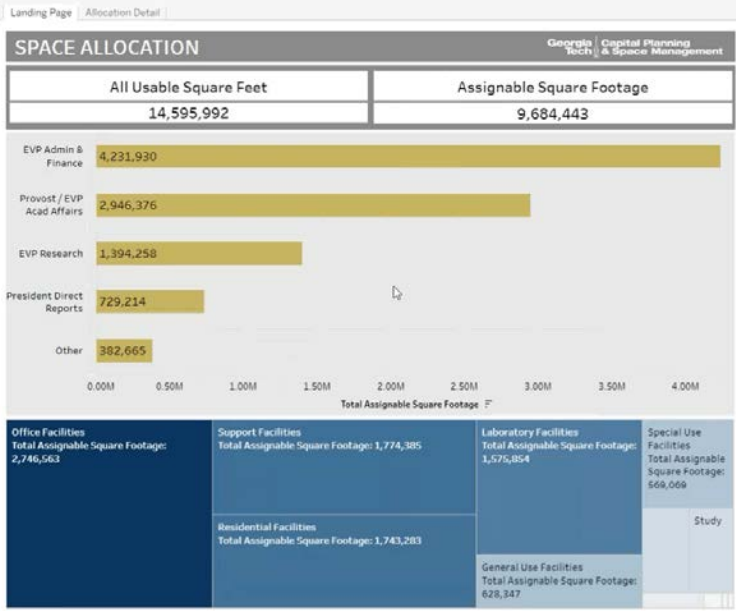 Landing Page
Allocation Detail
SPACE ALLOCATION
Georgia Tech
Capital Planning & Space Management
All Usable Square Feet
14,595,992
Assignable Square Footage
9,684,443
EVP Admin &
Finance
4,231,930
Provost / EVP
Acad Affairs
2,946,376
EVP Research
1,394,258
President Direct
Reports
729,214
Other
382,665
0.00M 0.50M 1.00M 1.50M 2.00M 2.50M 3.00M 3.50M 4.00M
Total Assignable Square Footage
Office Facilities
Total Assignable Square Footage:
2,746,563
Support Facilities
Total Assignable Square Footage: 1,774,385
Residential Facilities
Total Assignable Square Footage: 1,743,283
Laboratory Facilities
Total Assignable Square Footage:
1,575,854
General Use Facilities
Total Assignable Square Footage:
628,347
Special Use
Facilities
Total Assignable
Square Footage:
569,069
Study